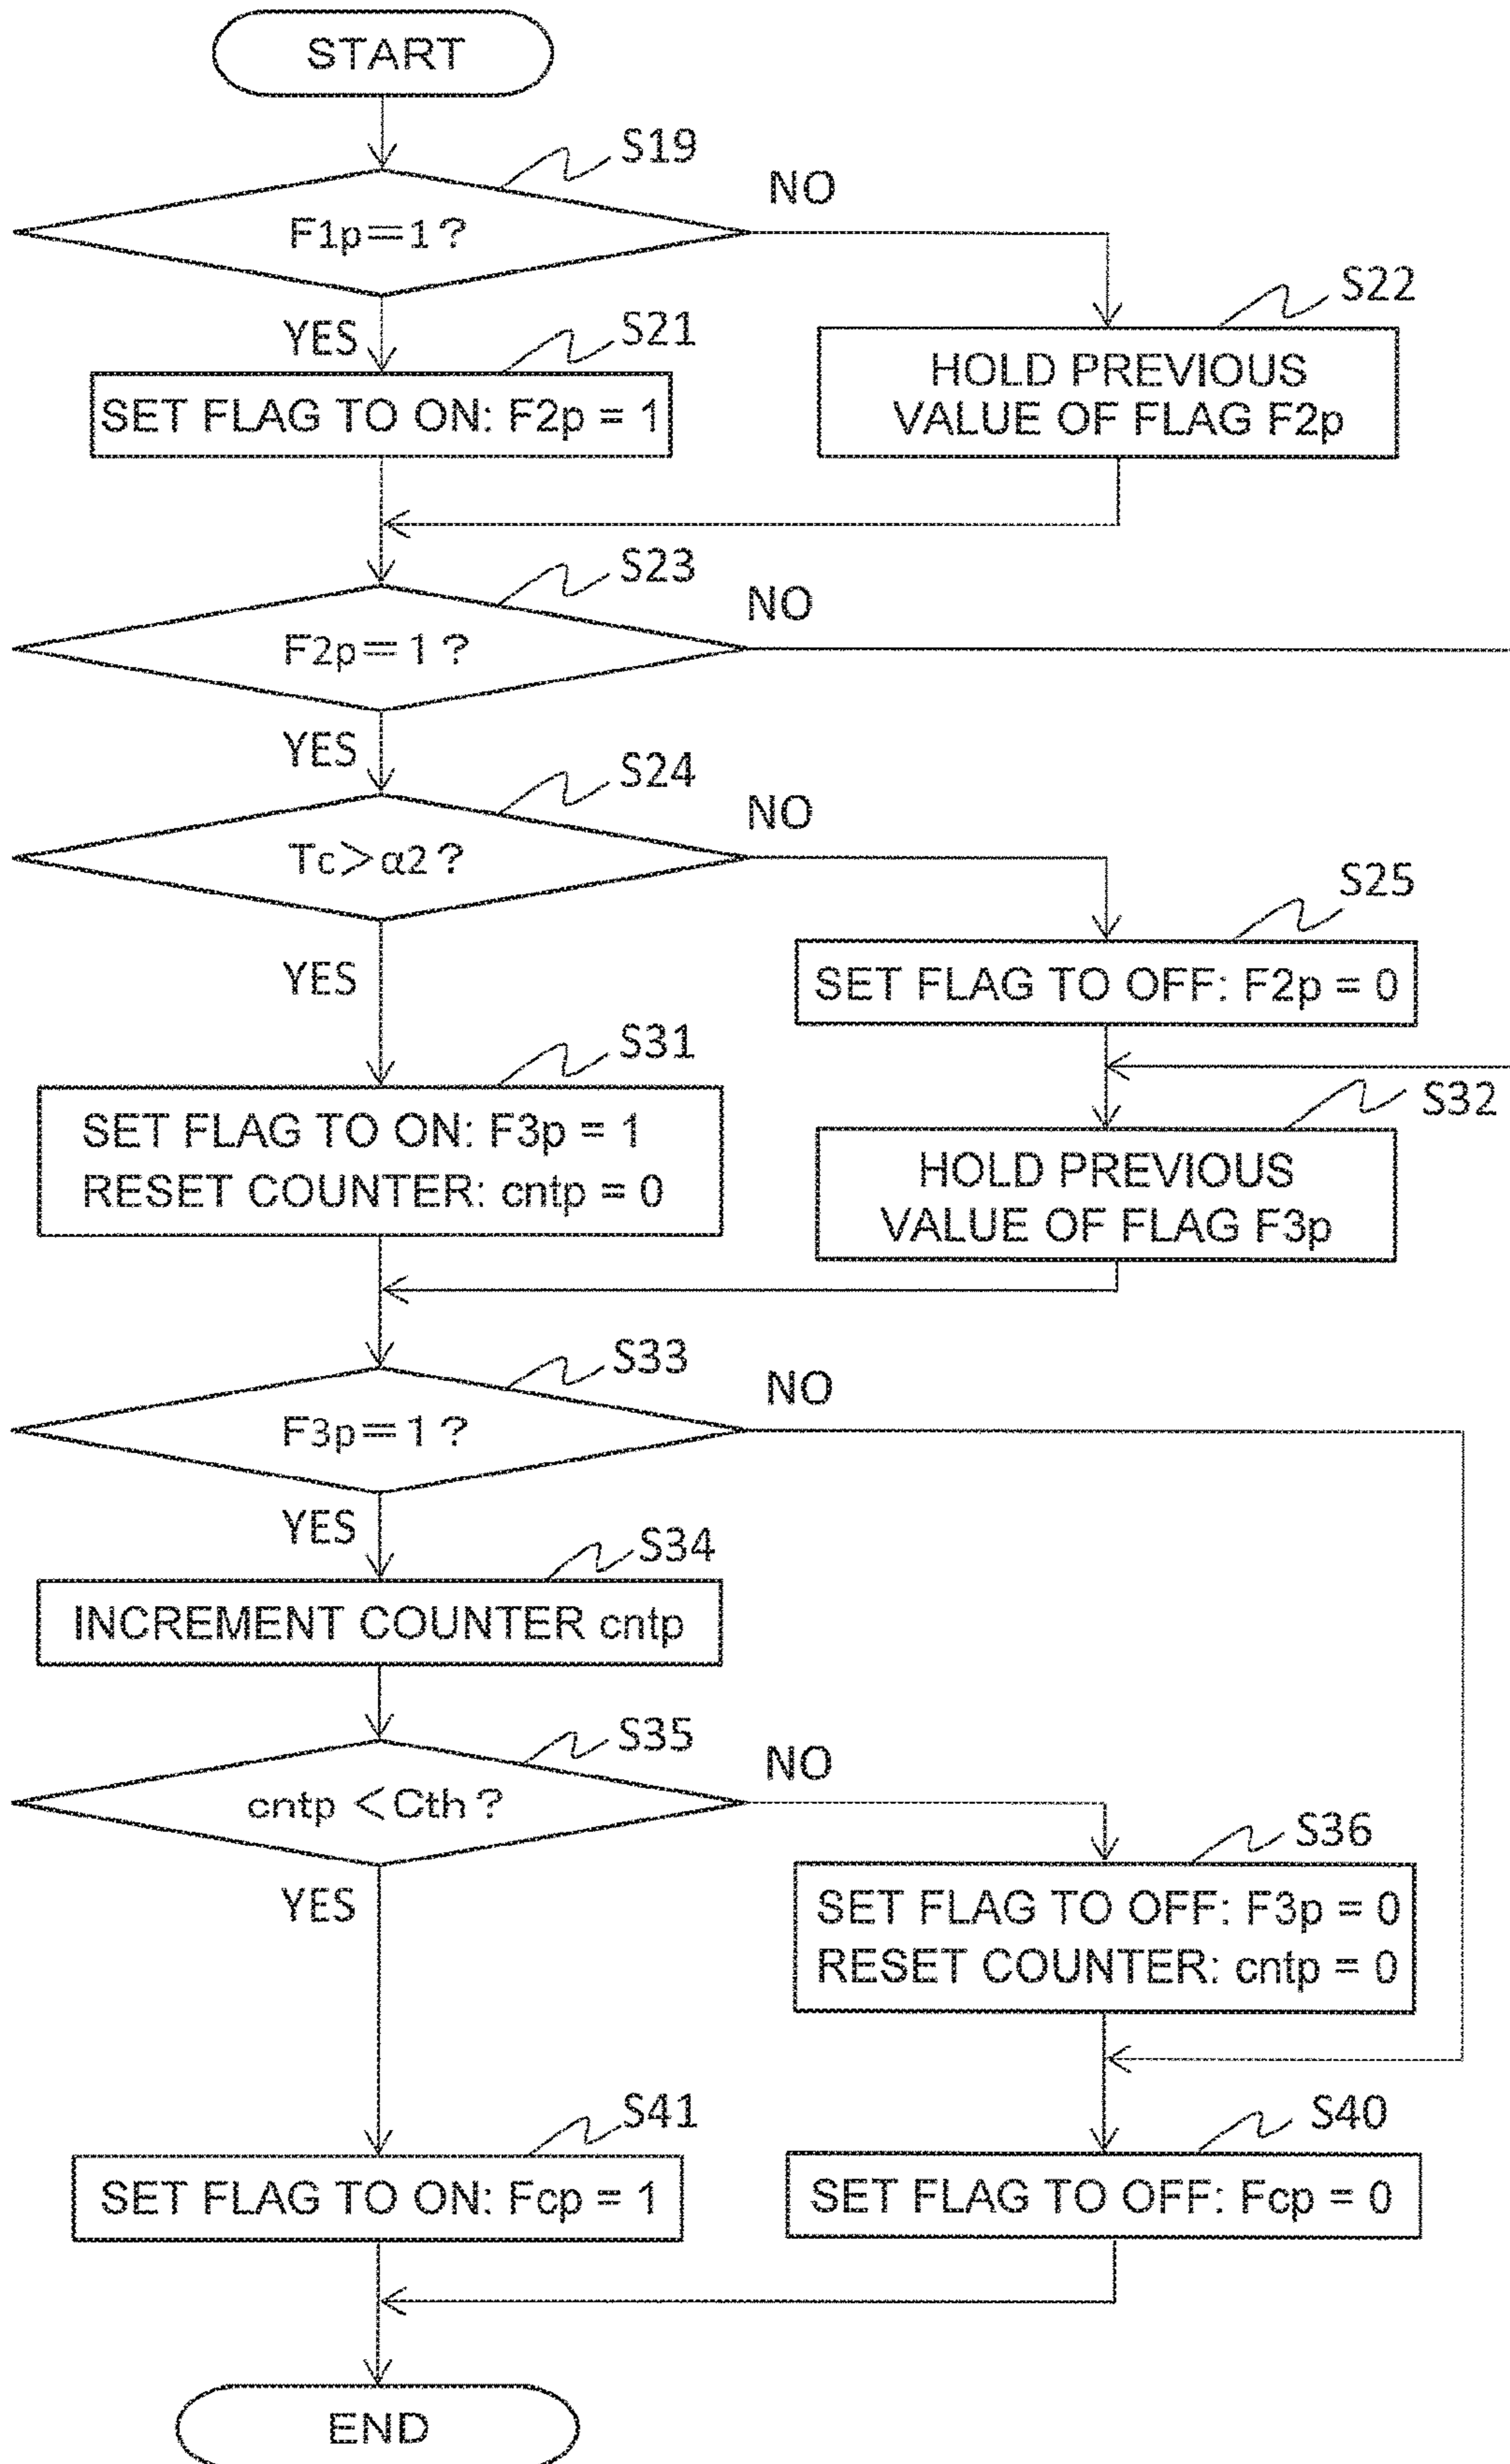 START
S19
F1p=1?
NO
YES
S21
S22
SET FLAG TO ON: F2p = 1
HOLD PREVIOUS
VALUE OF FLAG F2p
S23
F2p=1?
NO
YES
S24
Tc>α2?
NO
YES
S25
SET FLAG TO OFF: F2p = 0
S31
SET FLAG TO ON: F3p = 1
RESET COUNTER: cntp = 0
S32
HOLD PREVIOUS
VALUE OF FLAG F3p
S33
F3p=1?
NO
YES
S34
INCREMENT COUNTER cntp
S35
cntp <Cth?
NO
YES
S36
SET FLAG TO OFF: F3p = 0
RESET COUNTER: cntp = 0
S41
SET FLAG TO ON: Fcp = 1
S40
SET FLAG TO OFF: Fcp = 0
END